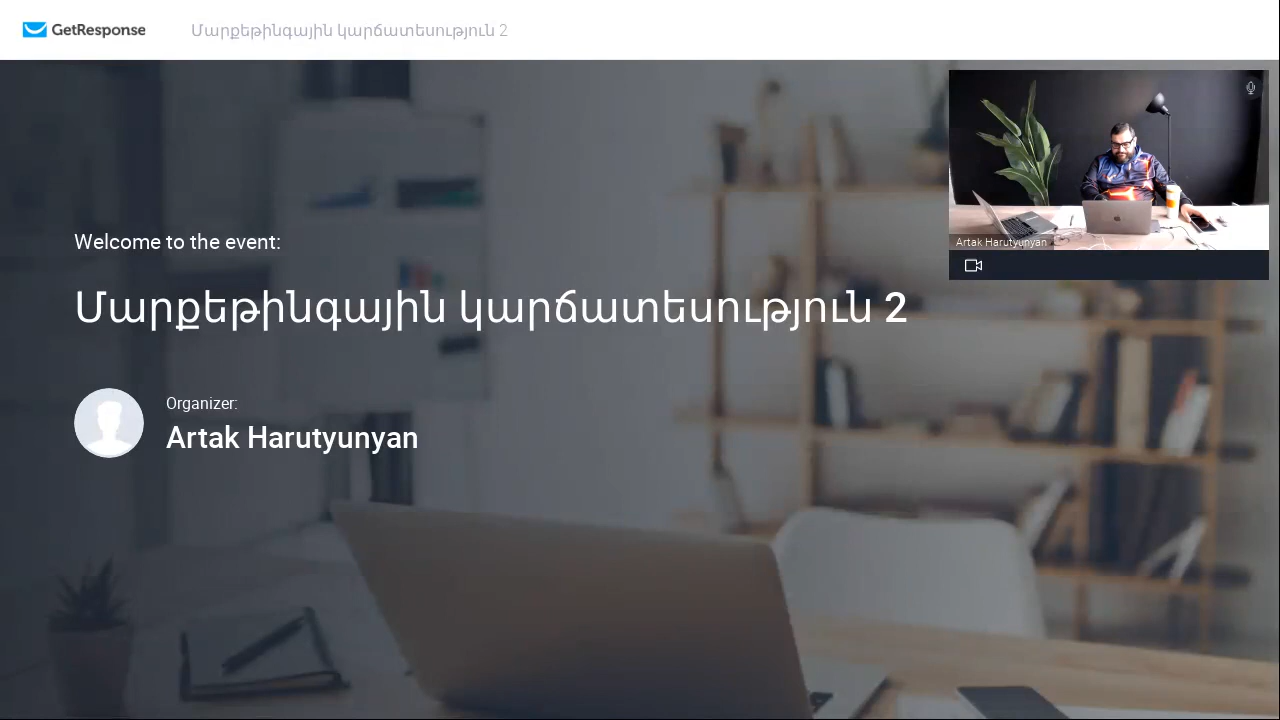 GetResponse
Մարքեթինգային կարճատեսություն 2
Artak Harutyunyan
Welcome to the event:
Մարքեթինգային կարճատեսություն 2
Organizer:
Artak Harutyunyan